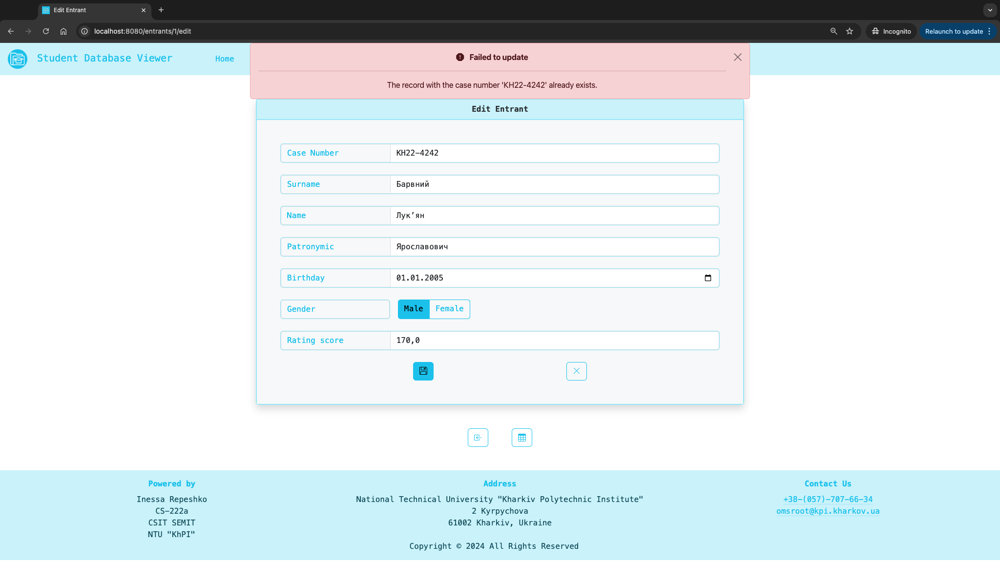 Edit Entrant
localhost:8080/entrants/1/edit
Incognito
Relaunch to update
Student Database Viewer
Home
Failed to update
The record with the case number 'KH22-4242' already exists.
Edit Entrant
Case Number KH22-4242
Surname Барвний
Name Лук’ян
Patronymic Ярославович
Birthday 01.01.2005
Gender Male Female
Rating score 170,0
Powered by
Inessa Repeshko
CS-222a
CSIT SEMIT
NTU "KhPI"
Address
National Technical University "Kharkiv Polytechnic Institute"
2 Kyrpychova
61002 Kharkiv, Ukraine
Contact Us
+38-(057)-707-66-34
omsroot@kpi.kharkov.ua
Copyright © 2024 All Rights Reserved